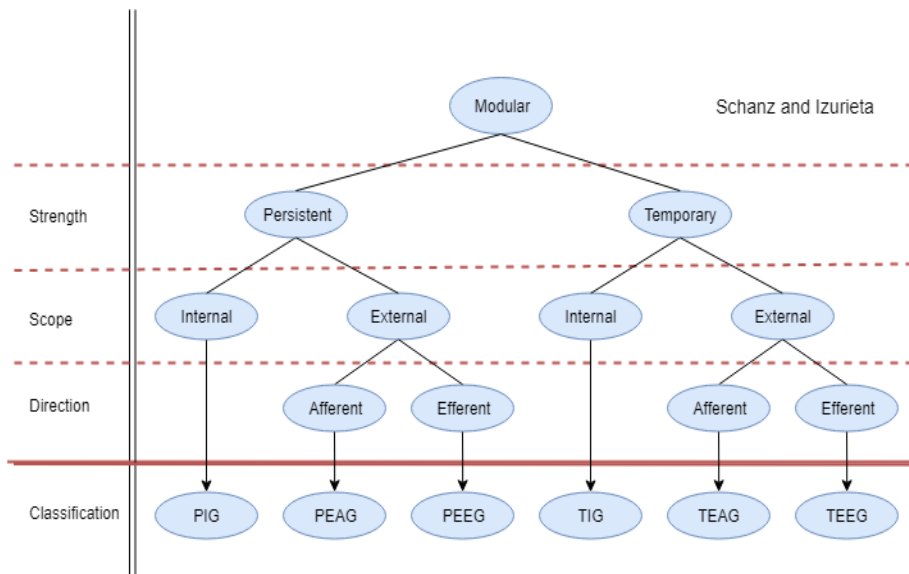 Modular
Schanz and Izurieta
Strength
Persistent
Temporary
Scope
Internal
External
Internal
External
Direction
Afferent
Efferent
Afferent
Efferent
Classification
PIG
PEAG
PEEG
TIG
TEAG
TEEG